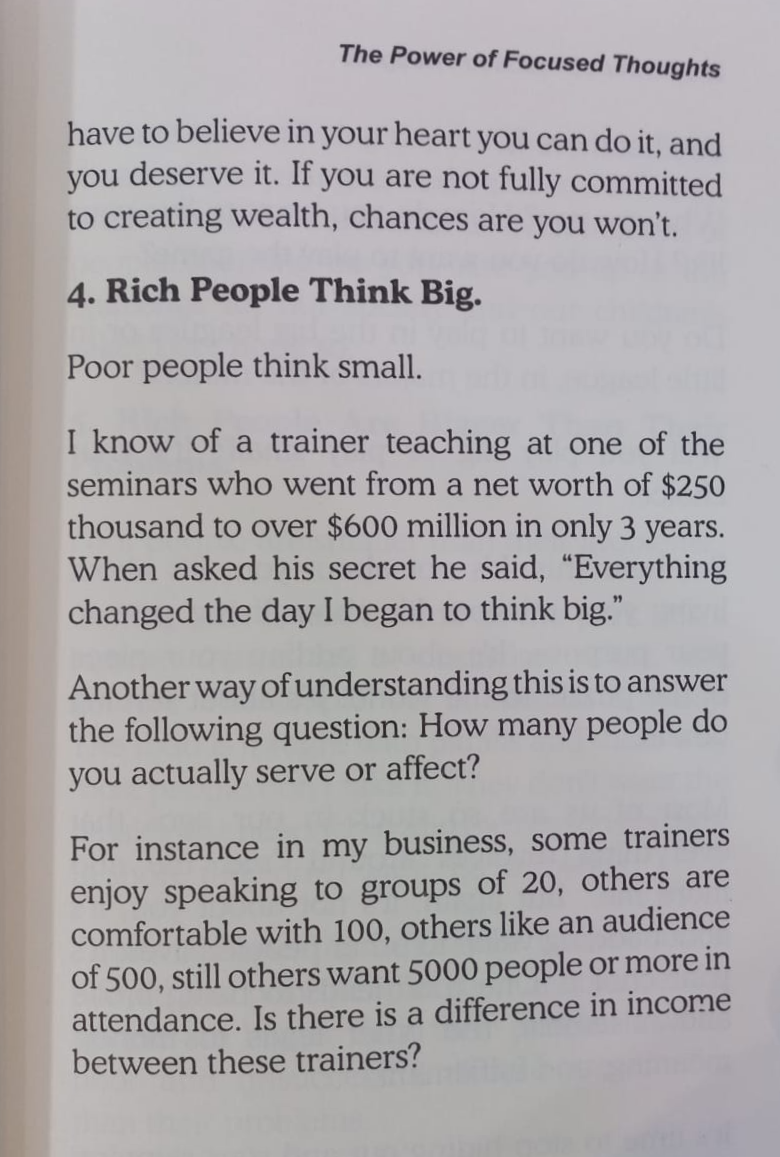 The Power of Focused Thoughts
have to believe in your heart you can do it, and
you deserve it. If you are not fully committed
to creating wealth, chances are you won't.
4. Rich People Think Big.
Poor people think small.
I know of a trainer teaching at one of the
seminars who went from a net worth of $250
thousand to over $600 million in only 3 years.
When asked his secret he said, “Everything
changed the day I began to think big.”
Another way of understanding this is to answer
the following question: How many people do
you actually serve or affect?
For instance in my business, some trainers
enjoy speaking to groups of 20, others are
comfortable with 100, others like an audience
of 500, still others want 5000 people or more in
attendance. Is there is a difference in income
between these trainers?